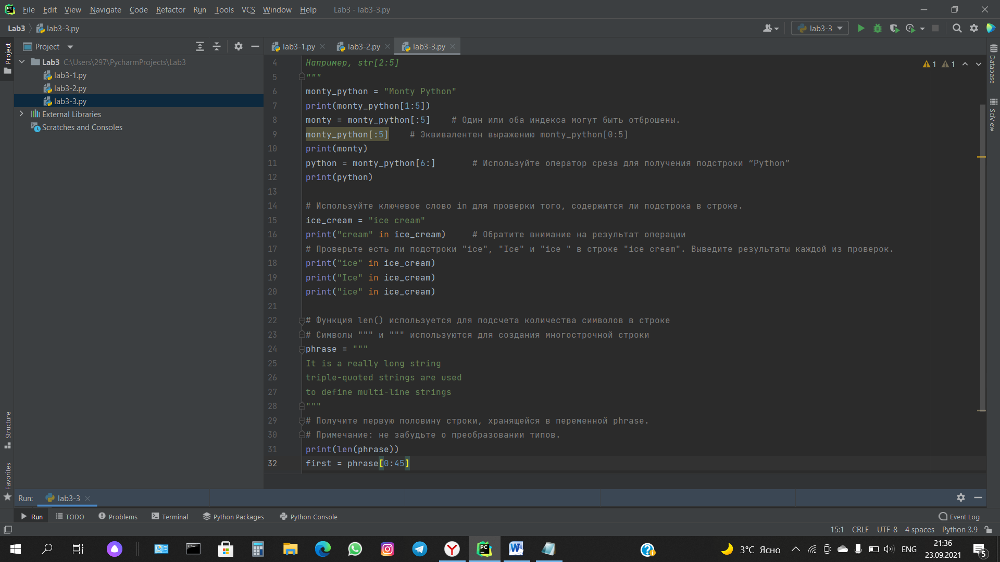 File Edit View Navigate Code Refactor Run Tools VCS Window Help Lab3 - lab3-3.py
Lab3 lab3-3.py lab3-3
Project
lab3-1.py lab3-2.py lab3-3.py
Project
Lab3 C:\Users\297\PycharmProjects\Lab3
lab3-1.py
lab3-2.py
lab3-3.py
External Libraries
Scratches and Consoles
Structure
Favorites
1 1
4 Например, str[2:5]
5 """
6 monty_python = "Monty Python"
7 print(monty_python[1:5])
8 monty = monty_python[:5] # Один или оба индекса могут быть отброшены.
9 monty_python[:5] # Эквивалентен выражению monty_python[0:5]
10 print(monty)
11 python = monty_python[6:] # Используйте оператор среза для получения подстроки “Python”
12 print(python)
13
14 # Используйте ключевое слово in для проверки того, содержится ли подстрока в строке.
15 ice_cream = "ice cream"
16 print("cream" in ice_cream) # Обратите внимание на результат операции
17 # Проверьте есть ли подстроки "ice", "Ice" и "ice " в строке "ice cream". Выведите результаты каждой из проверок.
18 print("ice" in ice_cream)
19 print("Ice" in ice_cream)
20 print("ice" in ice_cream)
21
22 # Функция len() используется для подсчета количества символов в строке
23 # Символы """ и """ используются для создания многострочной строки
24 phrase = """
25 It is a really long string
26 triple-quoted strings are used
27 to define multi-line strings
28 """
29 # Получите первую половину строки, хранящейся в переменной phrase.
30 # Примечание: не забудьте о преобразовании типов.
31 print(len(phrase))
32 first = phrase[0:45]
Database
SciView
Run: lab3-3
Run TODO Problems Terminal Python Packages Python Console Event Log
15:1 CRLF UTF-8 4 spaces Python 3.9
3°C Ясно ENG 21:36
23.09.2021
5